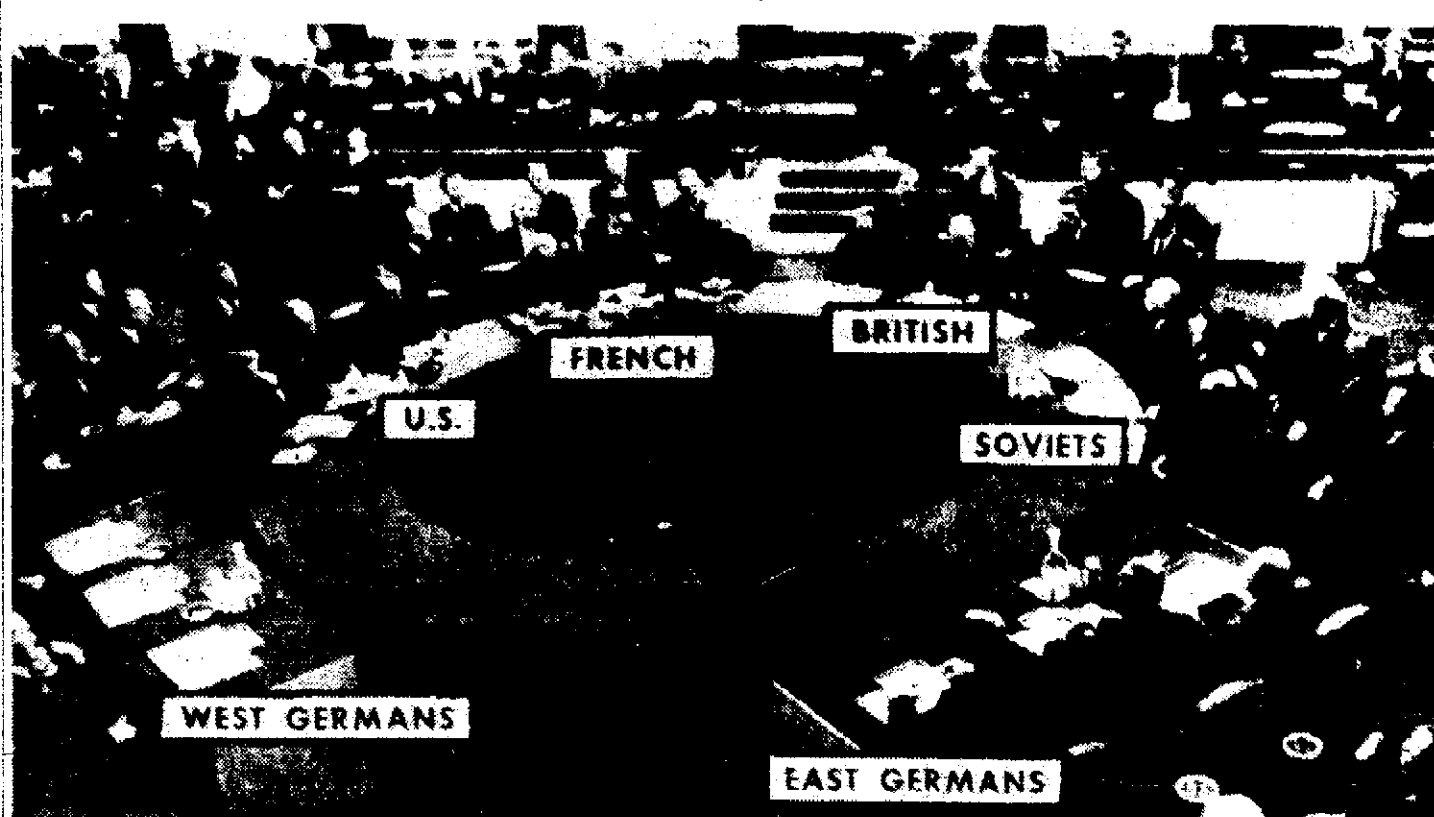 BRITISH
FRENCH
U.S.
SOVIETS
WEST GERMANS
EAST GERMANS